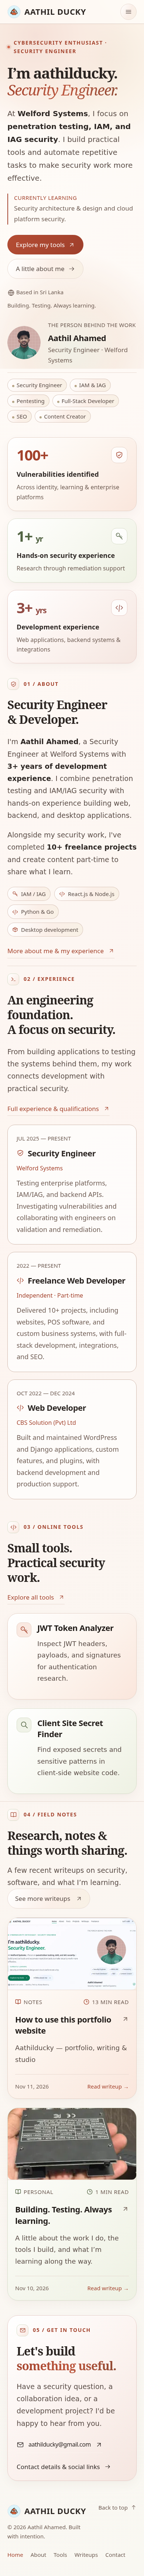 AATHIL DUCKY
CYBERSECURITY ENTHUSIAST ·
SECURITY ENGINEER
I'm aathilducky.
Security Engineer.
At Welford Systems, I focus on
penetration testing, IAM, and
IAG security. I build practical
tools and automate repetitive
tasks to make security work more
effective.
CURRENTLY LEARNING
Security architecture & design and cloud
platform security.
Explore my tools ↗
A little about me →
Based in Sri Lanka
Building. Testing. Always learning.
THE PERSON BEHIND THE WORK
Aathil Ahamed
Security Engineer · Welford
Systems
Security Engineer
IAM & IAG
Pentesting
Full-Stack Developer
SEO
Content Creator
100+
Vulnerabilities identified
Across identity, learning & enterprise
platforms
1+ yr
Hands-on security experience
Research through remediation support
3+ yrs
Development experience
Web applications, backend systems &
integrations
01 / ABOUT
Security Engineer
& Developer.
I'm Aathil Ahamed, a Security
Engineer at Welford Systems with
3+ years of development
experience. I combine penetration
testing and IAM/IAG security with
hands-on experience building web,
backend, and desktop applications.
Alongside my security work, I've
completed 10+ freelance projects
and create content part-time to
share what I learn.
IAM / IAG
React.js & Node.js
Python & Go
Desktop development
More about me & my experience ↗
02 / EXPERIENCE
An engineering
foundation.
A focus on security.
From building applications to testing
the systems behind them, my work
connects development with
practical security.
Full experience & qualifications ↗
JUL 2025 — PRESENT
Security Engineer
Welford Systems
Testing enterprise platforms,
IAM/IAG, and backend APIs.
Investigating vulnerabilities and
collaborating with engineers on
validation and remediation.
2022 — PRESENT
Freelance Web Developer
Independent · Part-time
Delivered 10+ projects, including
websites, POS software, and
custom business systems, with full-
stack development, integrations,
and SEO.
OCT 2022 — DEC 2024
Web Developer
CBS Solution (Pvt) Ltd
Built and maintained WordPress
and Django applications, custom
features, and plugins, with
backend development and
production support.
03 / ONLINE TOOLS
Small tools.
Practical security
work.
Explore all tools ↗
JWT Token Analyzer
Inspect JWT headers,
payloads, and signatures
for authentication
research.
Client Site Secret
Finder
Find exposed secrets and
sensitive patterns in
client-side website code.
04 / FIELD NOTES
Research, notes &
things worth sharing.
A few recent writeups on security,
software, and what I'm learning.
See more writeups ↗
I'm aathilducky.
Security Engineer.
NOTES
13 MIN READ
How to use this portfolio
website
Aathilducky — portfolio, writing &
studio
Nov 11, 2026
Read writeup →
PERSONAL
1 MIN READ
Building. Testing. Always
learning.
A little about the work I do, the
tools I build, and what I'm
learning along the way.
Nov 10, 2026
Read writeup →
05 / GET IN TOUCH
Let's build
something useful.
Have a security question, a
collaboration idea, or a
development project? I'd be
happy to hear from you.
aathilducky@gmail.com ↗
Contact details & social links →
AATHIL DUCKY
Back to top ↑
© 2026 Aathil Ahamed. Built
with intention.
Home
About
Tools
Writeups
Contact